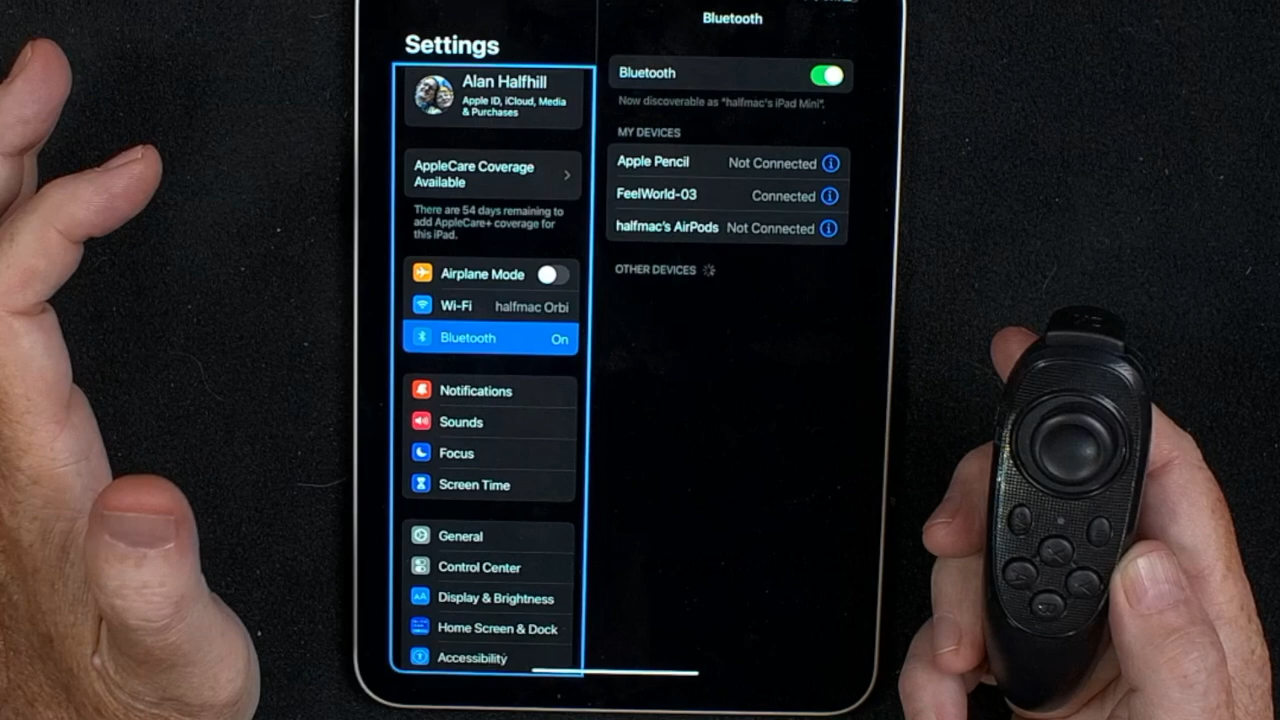 Settings
Alan Halfhill
Apple ID, iCloud, Media
& Purchases
AppleCare Coverage
Available
There are 54 days remaining to
add AppleCare+ coverage for
this iPad.
Airplane Mode
Wi-Fi halfmac Orbi
Bluetooth On
Notifications
Sounds
Focus
Screen Time
General
Control Center
Display & Brightness
Home Screen & Dock
Accessibility
Bluetooth
Bluetooth
Now discoverable as "halfmac's iPad Mini".
MY DEVICES
Apple Pencil Not Connected
FeelWorld-03 Connected
halfmac's AirPods Not Connected
OTHER DEVICES